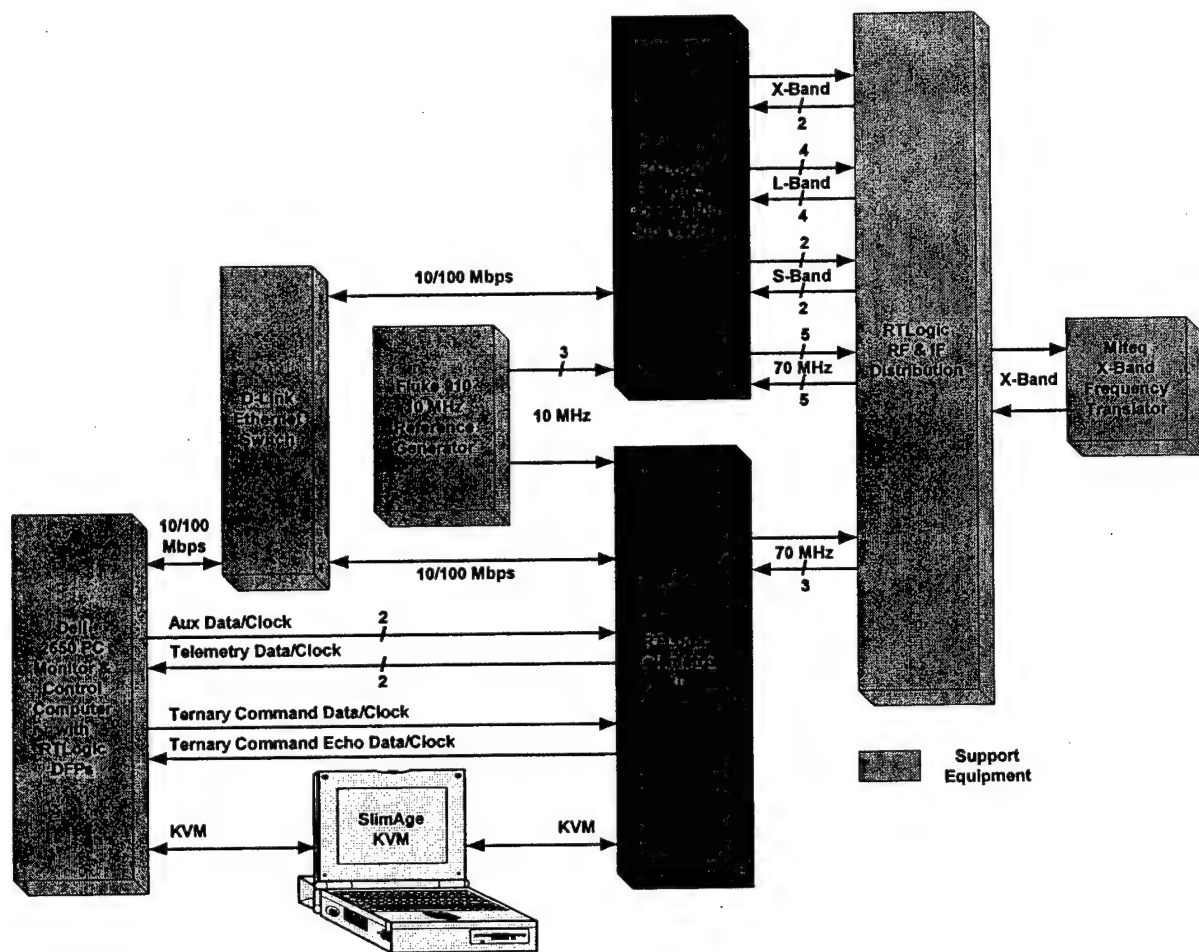 X-Band
2
4
L-Band
4
2
S-Band
2
5
70 MHz
5
10/100 Mbps
3
10 MHz
D-Link
Ethernet
Switch
Fluke 910
10 MHz
Reference
Generator
RTLogic
RF & IF
Distribution
X-Band
Miteq
X-Band
Frequency
Translator
10/100
Mbps
10/100 Mbps
70 MHz
3
Dell
2650 PC
Monitor &
Control
Computer
with
RTLogic
DFPs
Aux Data/Clock
2
Telemetry Data/Clock
2
Ternary Command Data/Clock
Ternary Command Echo Data/Clock
KVM
SlimAge
KVM
KVM
Support
Equipment